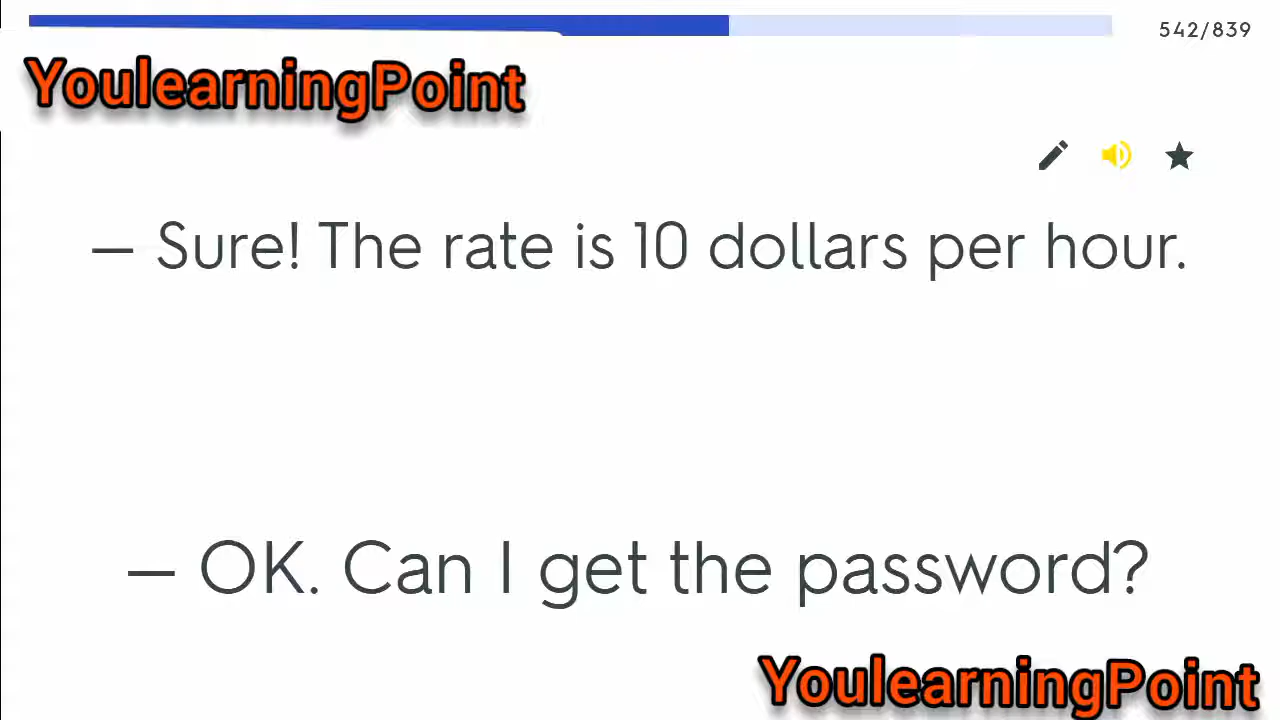 542/839
YoulearningPoint
— Sure! The rate is 10 dollars per hour.
— OK. Can I get the password?
YoulearningPoint